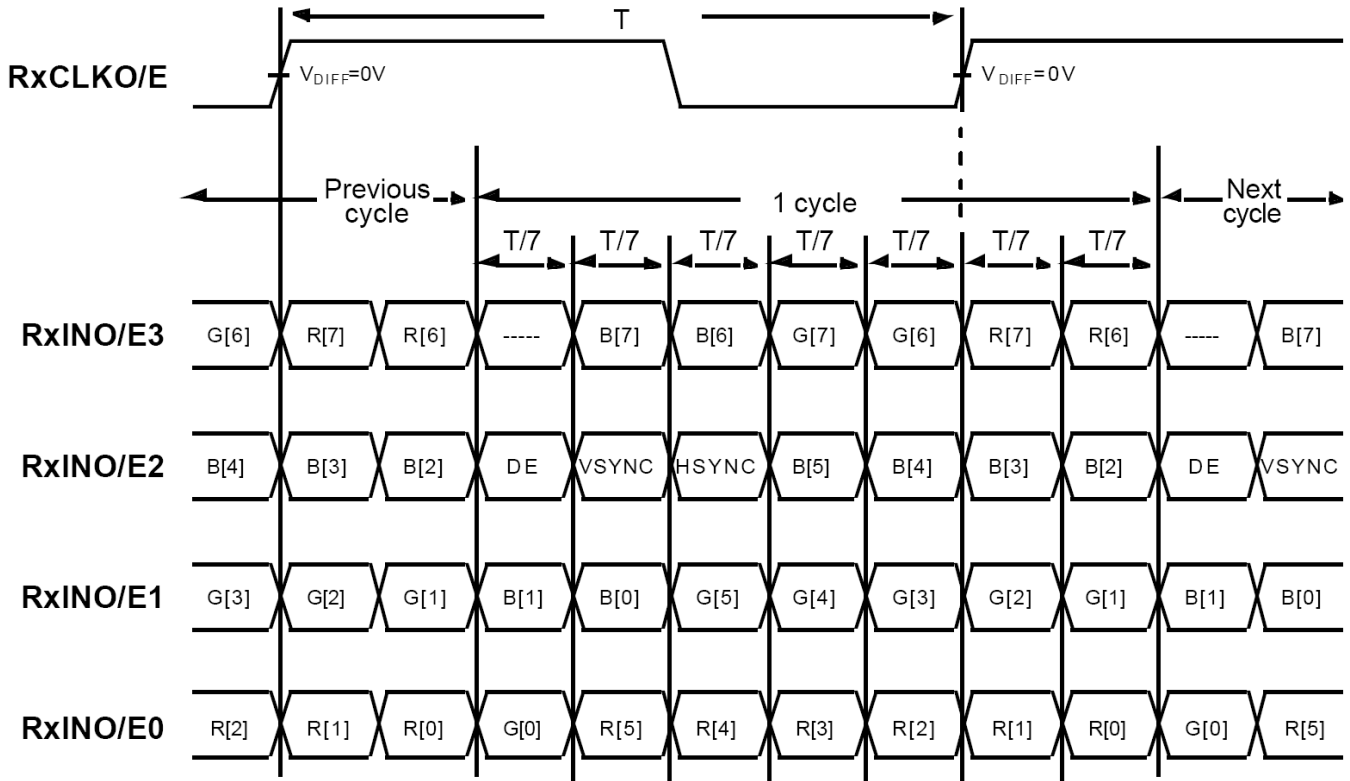 T
RxCLKO/E
VDIFF=0V VDIFF=0V
Previous cycle 1 cycle Next cycle
T/7 T/7 T/7 T/7 T/7 T/7 T/7
RxINO/E3 G[6] R[7] R[6] ----- B[7] B[6] G[7] G[6] R[7] R[6] ----- B[7]
RxINO/E2 B[4] B[3] B[2] DE VSYNC HSYNC B[5] B[4] B[3] B[2] DE VSYNC
RxINO/E1 G[3] G[2] G[1] B[1] B[0] G[5] G[4] G[3] G[2] G[1] B[1] B[0]
RxINO/E0 R[2] R[1] R[0] G[0] R[5] R[4] R[3] R[2] R[1] R[0] G[0] R[5]